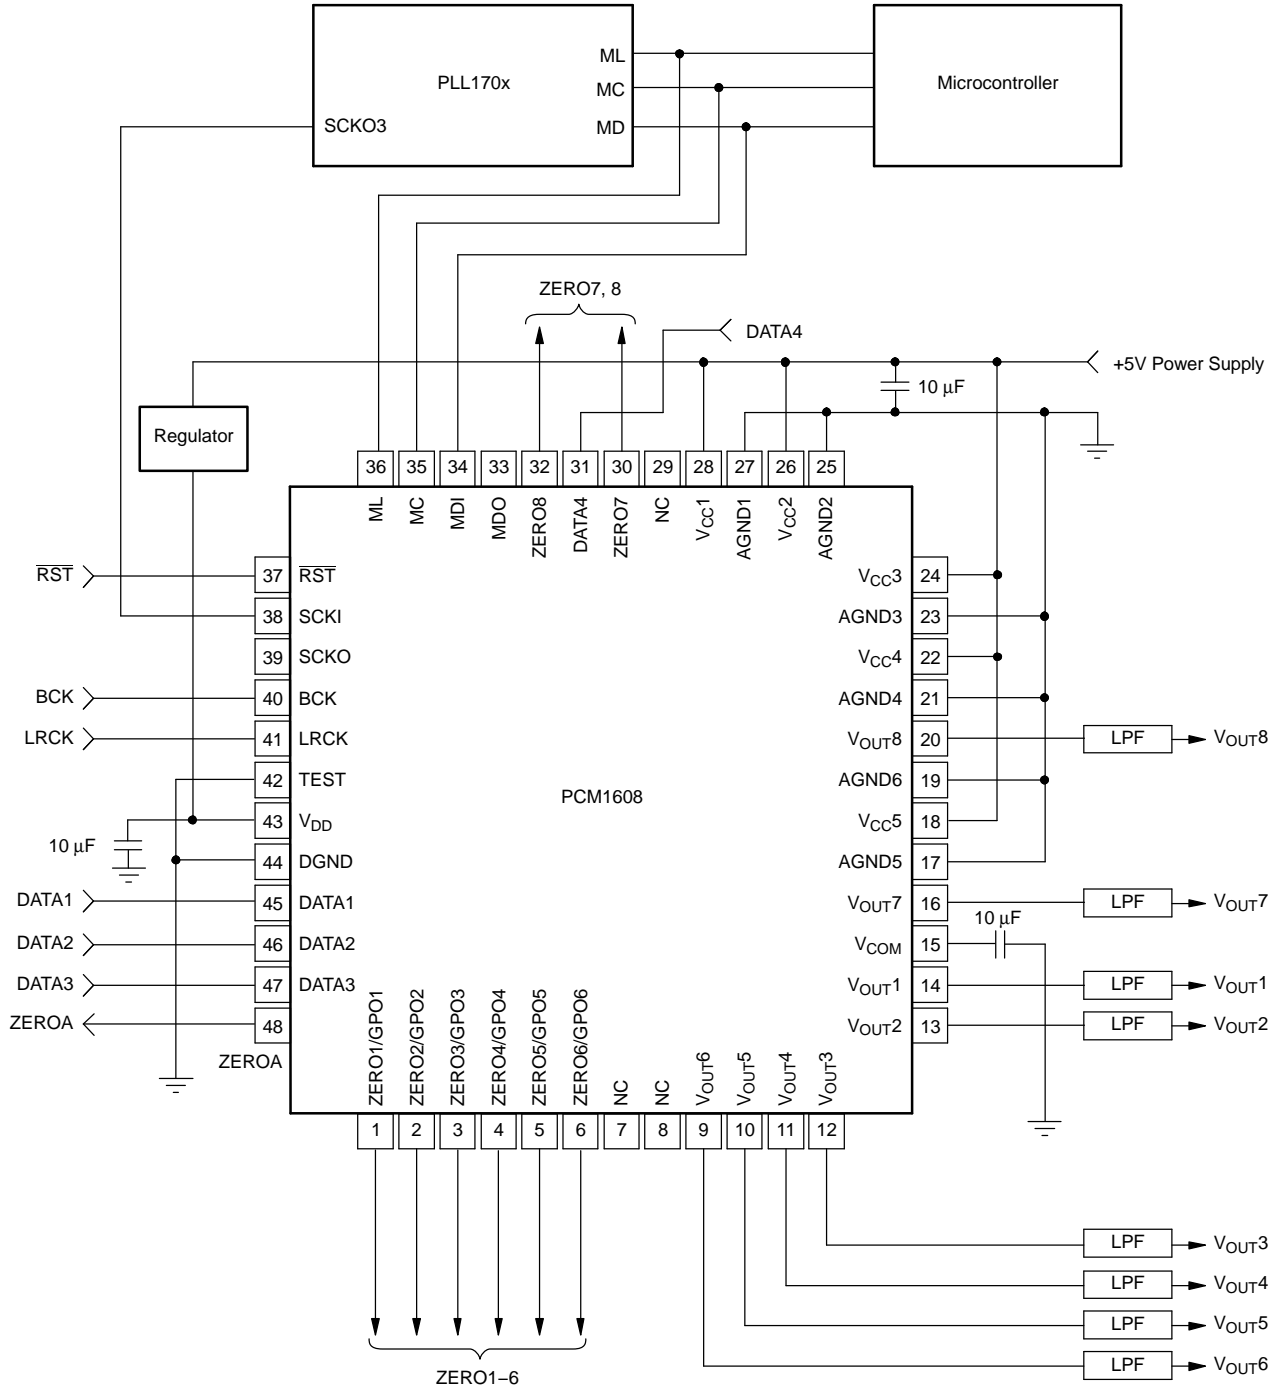 PLL170x
ML
MC
MD
SCKO3
Microcontroller
ZERO7, 8
DATA4
+5V Power Supply
10 μF
Regulator
36 35 34 33 32 31 30 29 28 27 26 25
ML MC MDI MDO ZERO8 DATA4 ZERO7 NC VCC1 AGND1 VCC2 AGND2
RST 37 RST
38 SCKI
39 SCKO
BCK 40 BCK
LRCK 41 LRCK
42 TEST
43 VDD
10 μF
44 DGND
DATA1 45 DATA1
DATA2 46 DATA2
DATA3 47 DATA3
ZEROA 48
ZEROA
PCM1608
VCC3 24
AGND3 23
VCC4 22
AGND4 21
VOUT8 20 LPF VOUT8
AGND6 19
VCC5 18
AGND5 17
VOUT7 16 LPF VOUT7
10 μF
VCOM 15
VOUT1 14 LPF VOUT1
VOUT2 13 LPF VOUT2
ZERO1/GPO1 ZERO2/GPO2 ZERO3/GPO3 ZERO4/GPO4 ZERO5/GPO5 ZERO6/GPO6 NC NC VOUT6 VOUT5 VOUT4 VOUT3
1 2 3 4 5 6 7 8 9 10 11 12
LPF VOUT3
LPF VOUT4
LPF VOUT5
LPF VOUT6
ZERO1–6